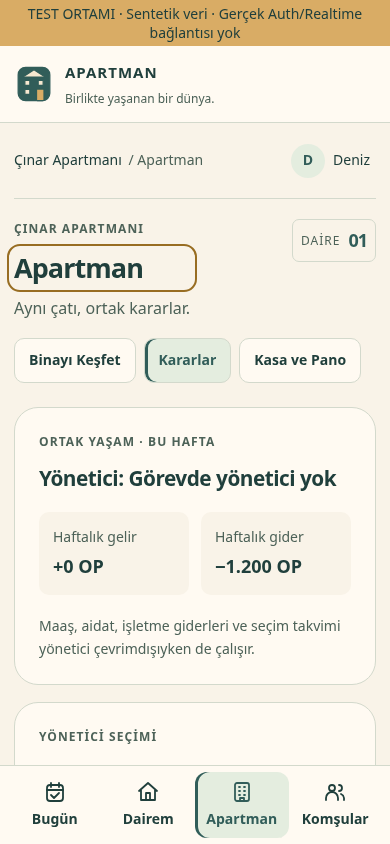 TEST ORTAMI · Sentetik veri · Gerçek Auth/Realtime
bağlantısı yok
APARTMAN
Birlikte yaşanan bir dünya.
Çınar Apartmanı / Apartman
D
Deniz
ÇINAR APARTMANI
DAİRE 01
Apartman
Aynı çatı, ortak kararlar.
Binayı Keşfet
Kararlar
Kasa ve Pano
ORTAK YAŞAM · BU HAFTA
Yönetici: Görevde yönetici yok
Haftalık gelir
+0 OP
Haftalık gider
−1.200 OP
Maaş, aidat, işletme giderleri ve seçim takvimi
yönetici çevrimdışıyken de çalışır.
YÖNETİCİ SEÇİMİ
Bugün
Dairem
Apartman
Komşular